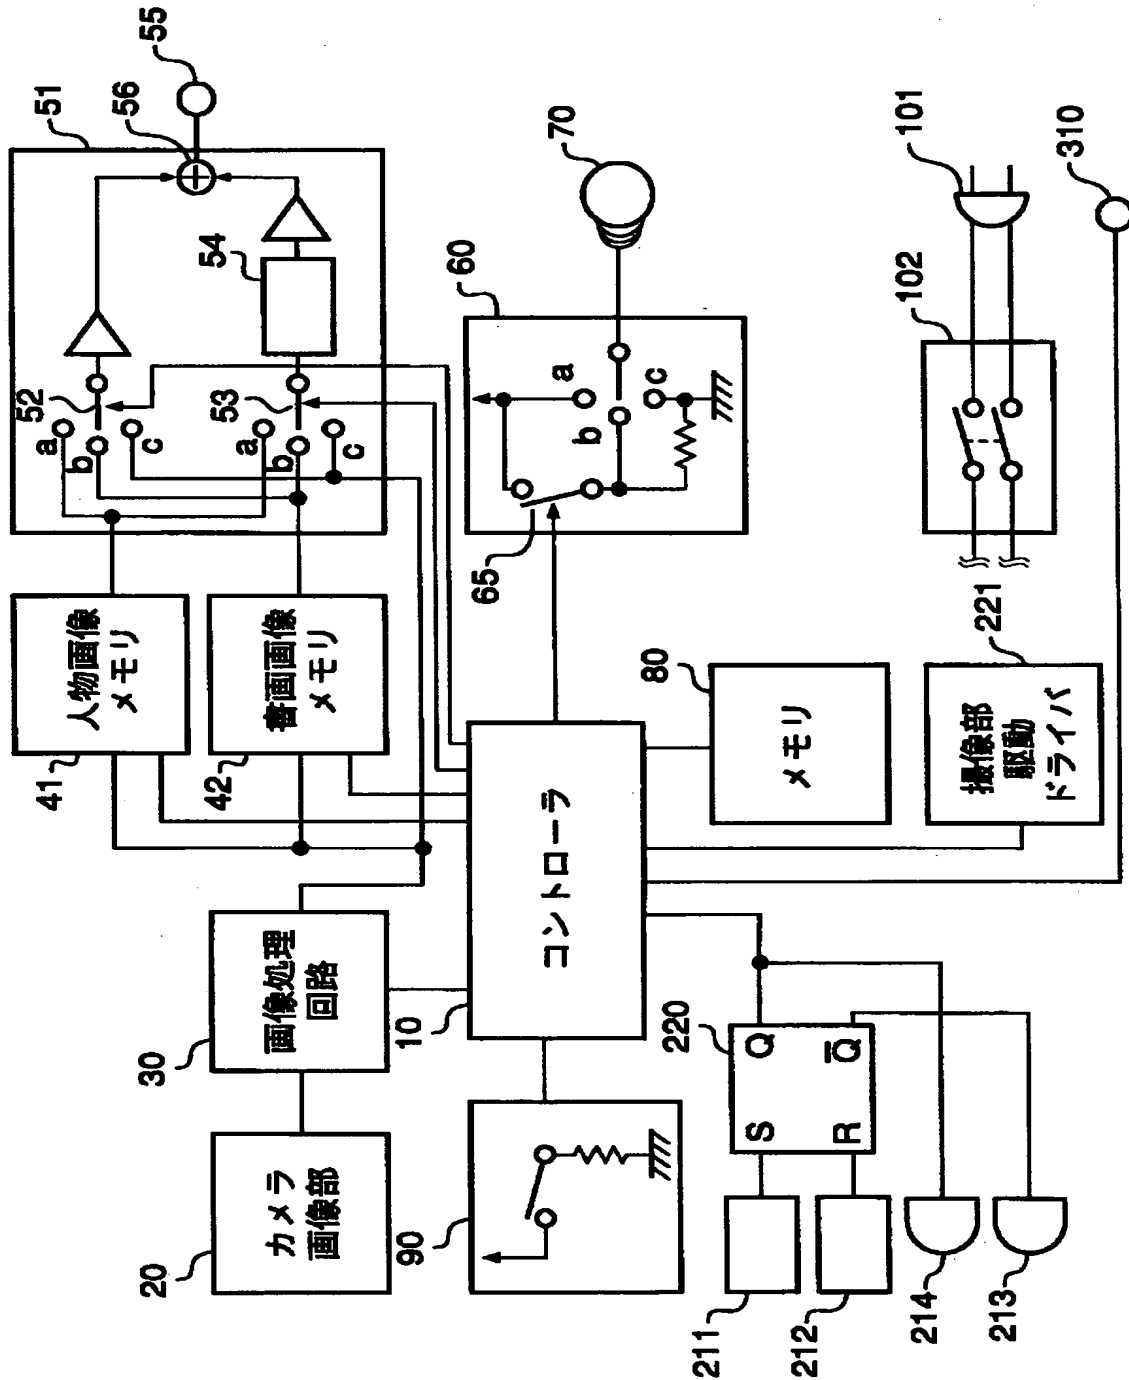 20
カメラ
画像部
30
画像処理
回路
41
人物画像
メモリ
42
書画画像
メモリ
51
52
a
b
c
53
a
b
c
54
56
55
90
10
コントローラ
65
60
a
b
c
70
80
メモリ
211
212
220
S
Q
R
Q̅
214
213
221
撮像部
駆動
ドライバ
102
101
310